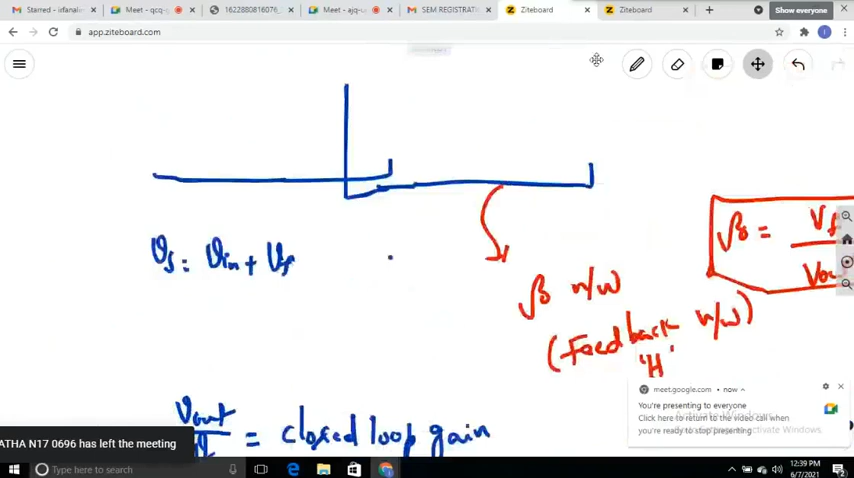 Starred - irfanalei
Meet - qcq-
1622880816076_
Meet - ajq-u
SEM REGISTRATI
Ziteboard
Ziteboard
Show everyone
app.ziteboard.com
I
Vs = Vin + Vf
β n/w
(Feedback n/w)
'H'
β = Vf
Vou
Vout
= closed loop gain
meet.google.com • now
You're presenting to everyone
Click here to return to the video call when
you're ready to stop presenting
ATHA N17 0696 has left the meeting
Type here to search
12:39 PM
6/7/2021